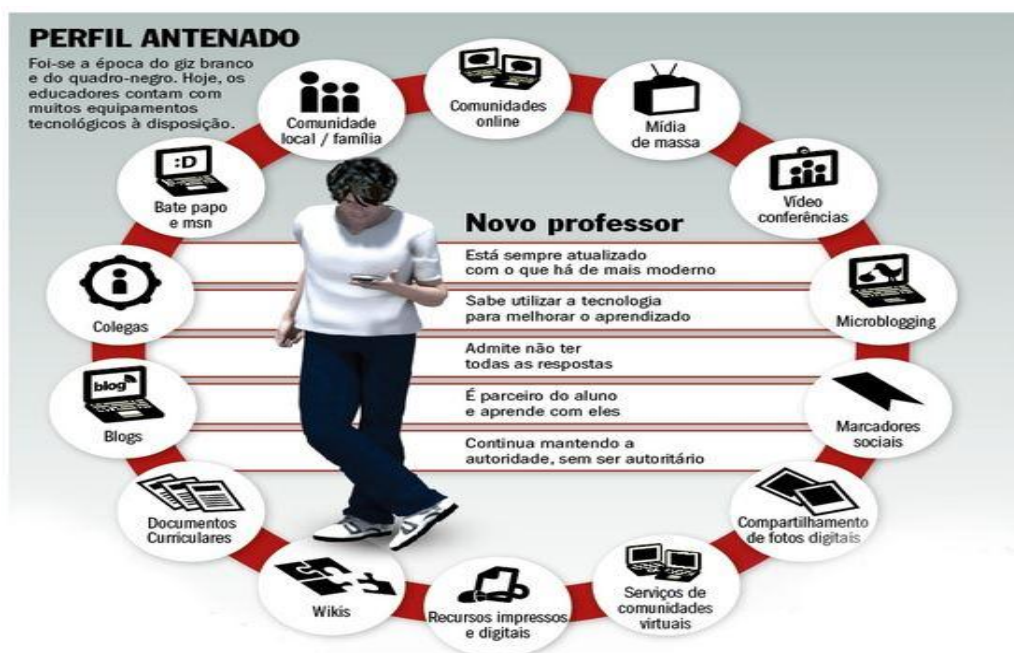 PERFIL ANTENADO
Foi-se a época do giz branco
e do quadro-negro. Hoje, os
educadores contam com
muitos equipamentos
tecnológicos à disposição.
Comunidade
local / família
Comunidades
online
Mídia
de massa
Vídeo
conferências
Microblogging
Marcadores
sociais
Compartilhamento
de fotos digitais
Serviços de
comunidades
virtuais
Recursos impressos
e digitais
Wikis
Documentos
Curriculares
blog
Blogs
Colegas
:D
Bate papo
e msn
Novo professor
Está sempre atualizado
com o que há de mais moderno
Sabe utilizar a tecnologia
para melhorar o aprendizado
Admite não ter
todas as respostas
É parceiro do aluno
e aprende com eles
Continua mantendo a
autoridade, sem ser autoritário